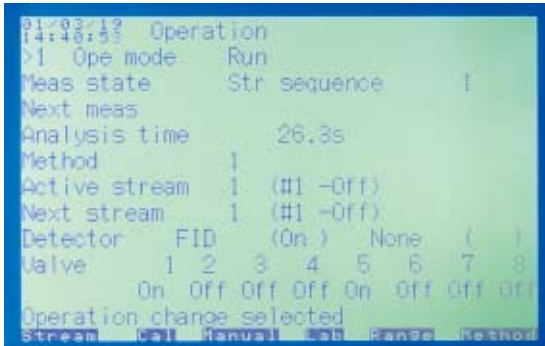 01/03/19
14:40:53 Operation
>1 Ope mode Run
Meas state Str sequence 1
Next meas
Analysis time 26.3s
Method 1
Active stream 1 (#1 -Off)
Next stream 1 (#1 -Off)
Detector FID (On ) None ( )
Valve 1 2 3 4 5 6 7 8
On Off Off Off On Off Off Off
Operation change selected
Stream Cal Manual Lab Range Method